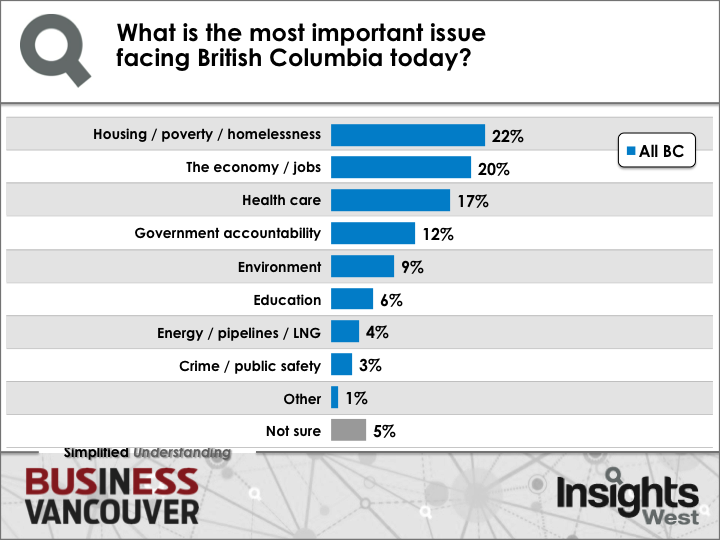 What is the most important issue
facing British Columbia today?
Housing / poverty / homelessness 22%
All BC
The economy / jobs 20%
Health care 17%
Government accountability 12%
Environment 9%
Education 6%
Energy / pipelines / LNG 4%
Crime / public safety 3%
Other 1%
Not sure 5%
Simplified Understanding
BUSINESS
VANCOUVER
Insights
West